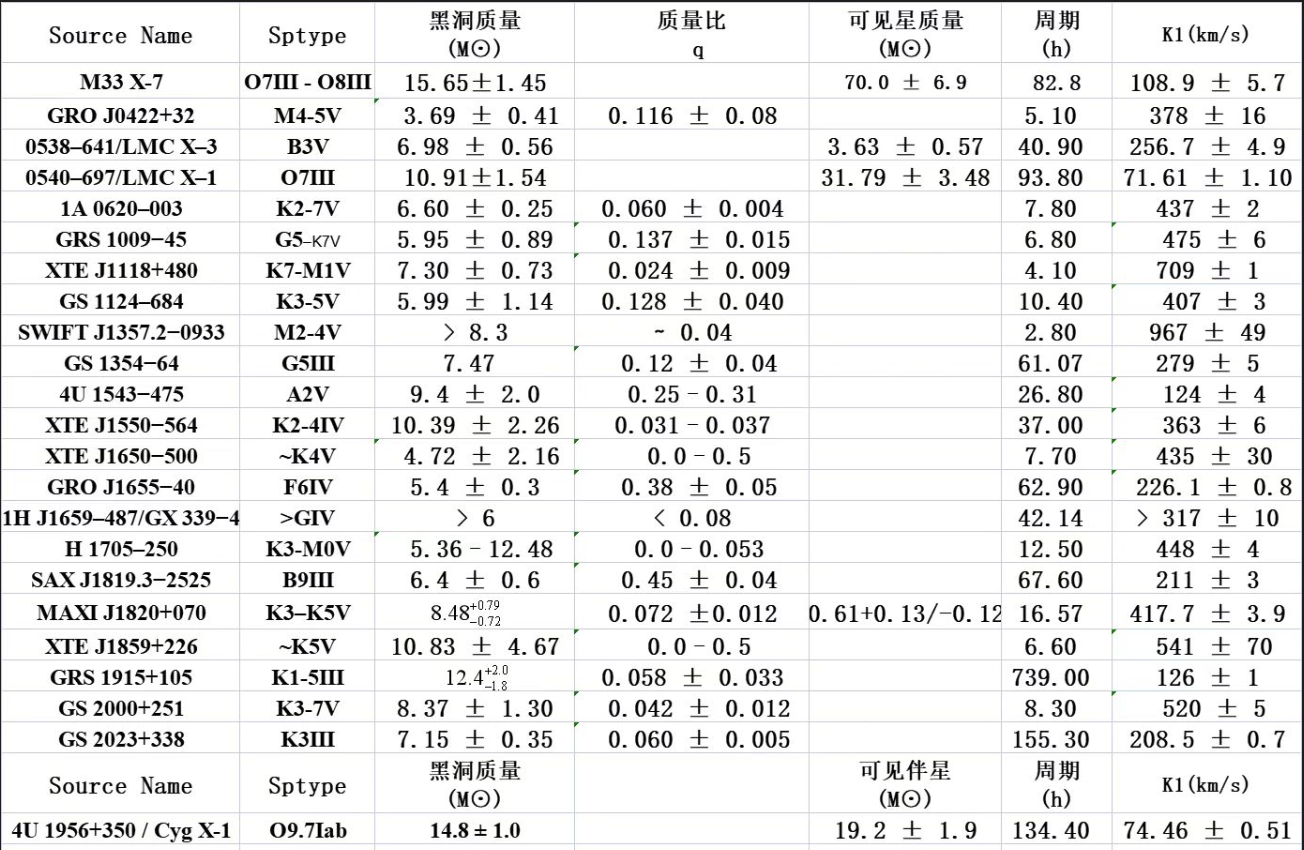 Source Name Sptype 黑洞质量 (M⊙) 质量比 q 可见星质量 (M⊙) 周期 (h) K1(km/s)
M33 X-7 O7III - O8III 15.65±1.45 70.0 ± 6.9 82.8 108.9 ± 5.7
GRO J0422+32 M4-5V 3.69 ± 0.41 0.116 ± 0.08 5.10 378 ± 16
0538–641/LMC X–3 B3V 6.98 ± 0.56 3.63 ± 0.57 40.90 256.7 ± 4.9
0540–697/LMC X–1 O7III 10.91±1.54 31.79 ± 3.48 93.80 71.61 ± 1.10
1A 0620–003 K2-7V 6.60 ± 0.25 0.060 ± 0.004 7.80 437 ± 2
GRS 1009−45 G5–K7V 5.95 ± 0.89 0.137 ± 0.015 6.80 475 ± 6
XTE J1118+480 K7-M1V 7.30 ± 0.73 0.024 ± 0.009 4.10 709 ± 1
GS 1124–684 K3-5V 5.99 ± 1.14 0.128 ± 0.040 10.40 407 ± 3
SWIFT J1357.2−0933 M2-4V > 8.3 ~ 0.04 2.80 967 ± 49
GS 1354−64 G5III 7.47 0.12 ± 0.04 61.07 279 ± 5
4U 1543−475 A2V 9.4 ± 2.0 0.25–0.31 26.80 124 ± 4
XTE J1550−564 K2-4IV 10.39 ± 2.26 0.031–0.037 37.00 363 ± 6
XTE J1650−500 ~K4V 4.72 ± 2.16 0.0–0.5 7.70 435 ± 30
GRO J1655−40 F6IV 5.4 ± 0.3 0.38 ± 0.05 62.90 226.1 ± 0.8
1H J1659–487/GX 339−4 >GIV > 6 < 0.08 42.14 > 317 ± 10
H 1705–250 K3-M0V 5.36–12.48 0.0–0.053 12.50 448 ± 4
SAX J1819.3−2525 B9III 6.4 ± 0.6 0.45 ± 0.04 67.60 211 ± 3
MAXI J1820+070 K3–K5V 8.48+0.79−0.72 0.072 ±0.012 0.61+0.13/-0.12 16.57 417.7 ± 3.9
XTE J1859+226 ~K5V 10.83 ± 4.67 0.0–0.5 6.60 541 ± 70
GRS 1915+105 K1-5III 12.4+2.0−1.8 0.058 ± 0.033 739.00 126 ± 1
GS 2000+251 K3-7V 8.37 ± 1.30 0.042 ± 0.012 8.30 520 ± 5
GS 2023+338 K3III 7.15 ± 0.35 0.060 ± 0.005 155.30 208.5 ± 0.7
Source Name Sptype 黑洞质量 (M⊙) 可见伴星 (M⊙) 周期 (h) K1(km/s)
4U 1956+350 / Cyg X-1 O9.7Iab 14.8 ± 1.0 19.2 ± 1.9 134.40 74.46 ± 0.51